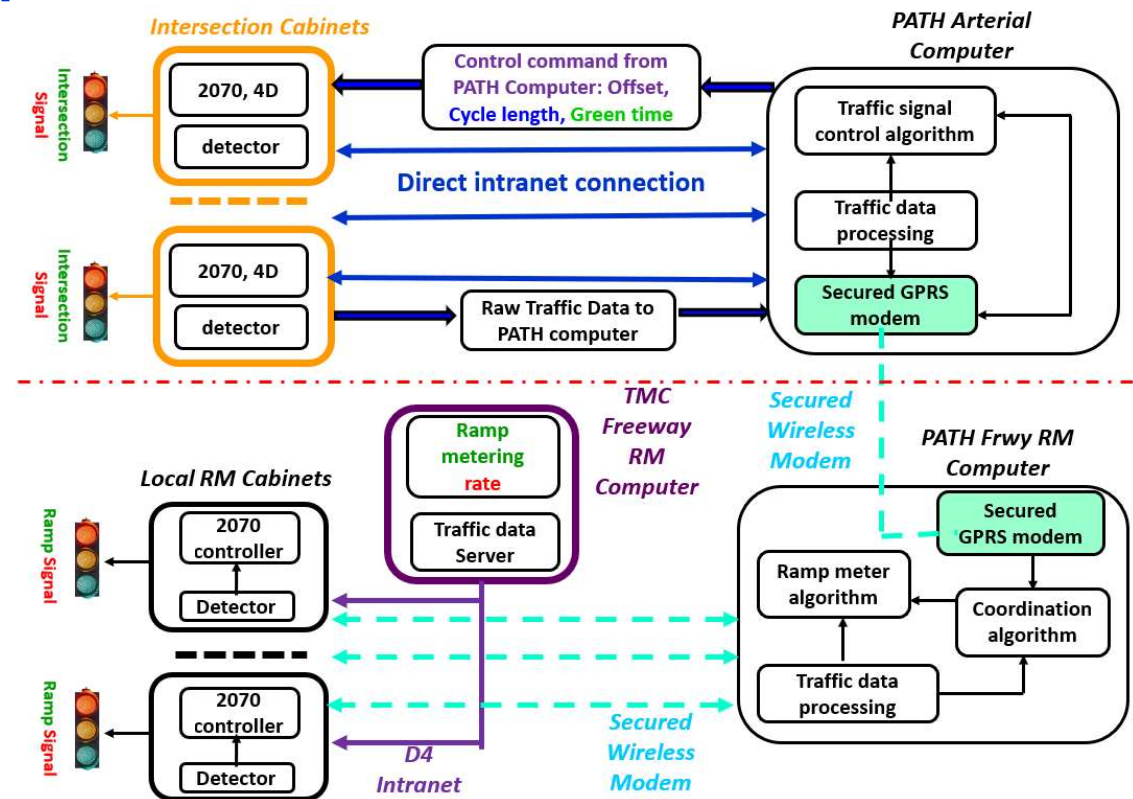 Intersection Cabinets
PATH Arterial
Computer
Intersection
Signal
2070, 4D
detector
Control command from
PATH Computer: Offset,
Cycle length, Green time
Traffic signal
control algorithm
Direct intranet connection
Traffic data
processing
Intersection
Signal
2070, 4D
detector
Raw Traffic Data to
PATH computer
Secured GPRS
modem
TMC
Freeway
RM
Computer
Secured
Wireless
Modem
PATH Frwy RM
Computer
Ramp
metering
rate
Traffic data
Server
Local RM Cabinets
Ramp Signal
2070
controller
Detector
Secured
GPRS modem
Ramp meter
algorithm
Coordination
algorithm
Traffic data
processing
Ramp Signal
2070
controller
Detector
D4
Intranet
Secured
Wireless
Modem